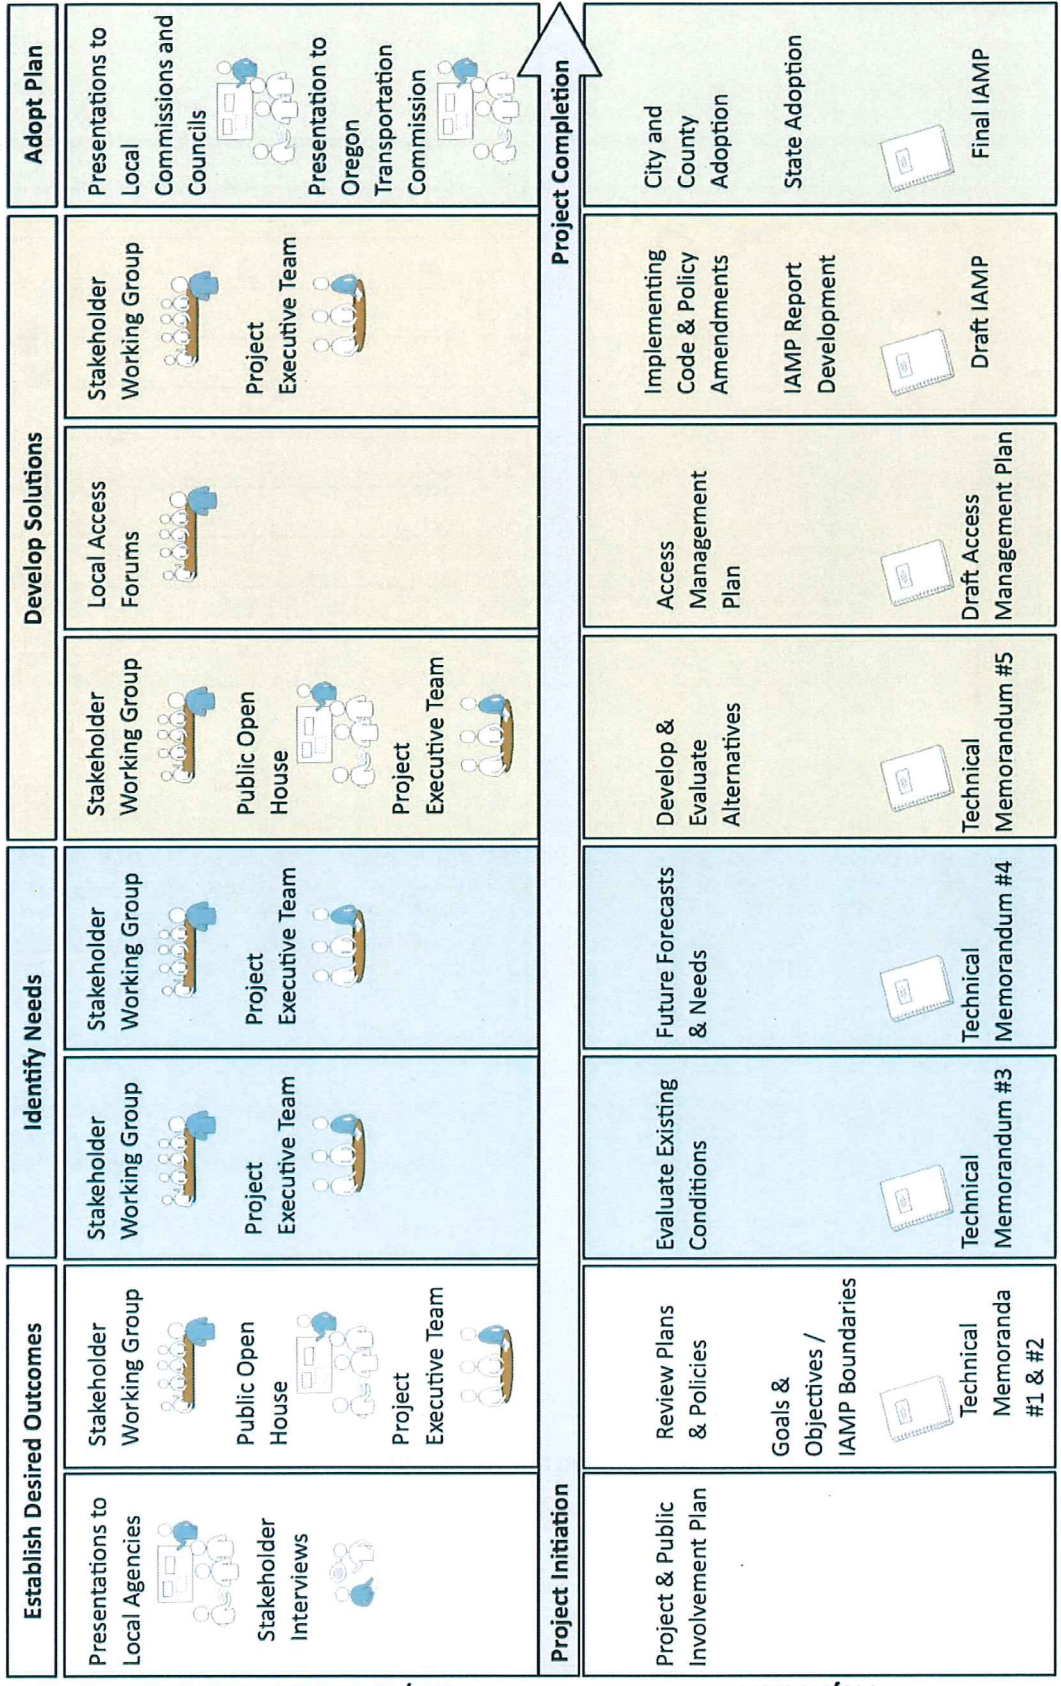 Establish Desired Outcomes
Identify Needs
Develop Solutions
Adopt Plan
Presentations to
Local Agencies
Stakeholder
Interviews
Stakeholder
Working Group
Public Open
House
Project
Executive Team
Stakeholder
Working Group
Project
Executive Team
Stakeholder
Working Group
Project
Executive Team
Stakeholder
Working Group
Public Open
House
Project
Executive Team
Local Access
Forums
Stakeholder
Working Group
Project
Executive Team
Presentations to
Local
Commissions and
Councils
Presentation to
Oregon
Transportation
Commission
Project Initiation
Project Completion
Project & Public
Involvement Plan
Review Plans
& Policies
Goals &
Objectives /
IAMP Boundaries
Technical
Memoranda
#1 & #2
Evaluate Existing
Conditions
Technical
Memorandum #3
Future Forecasts
& Needs
Technical
Memorandum #4
Develop &
Evaluate
Alternatives
Technical
Memorandum #5
Access
Management
Plan
Draft Access
Management Plan
Implementing
Code & Policy
Amendments
IAMP Report
Development
Draft IAMP
City and
County
Adoption
State Adoption
Final IAMP